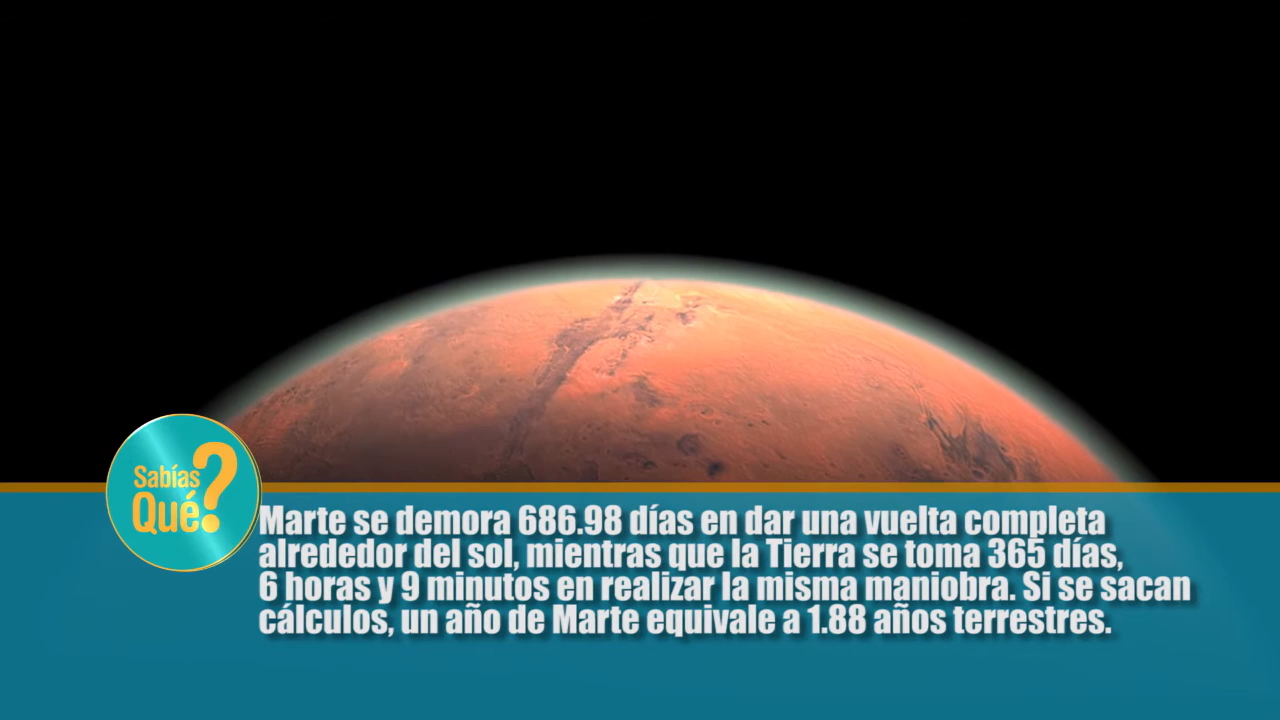 Sabías
Qué?
Marte se demora 686.98 días en dar una vuelta completa
alrededor del sol, mientras que la Tierra se toma 365 días,
6 horas y 9 minutos en realizar la misma maniobra. Si se sacan
cálculos, un año de Marte equivale a 1.88 años terrestres.